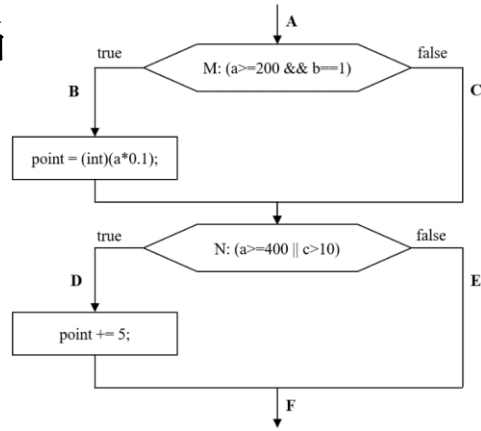 A
true
M: (a>=200 && b==1)
false
B
C
point = (int)(a*0.1);
true
N: (a>=400 || c>10)
false
D
E
point += 5;
F